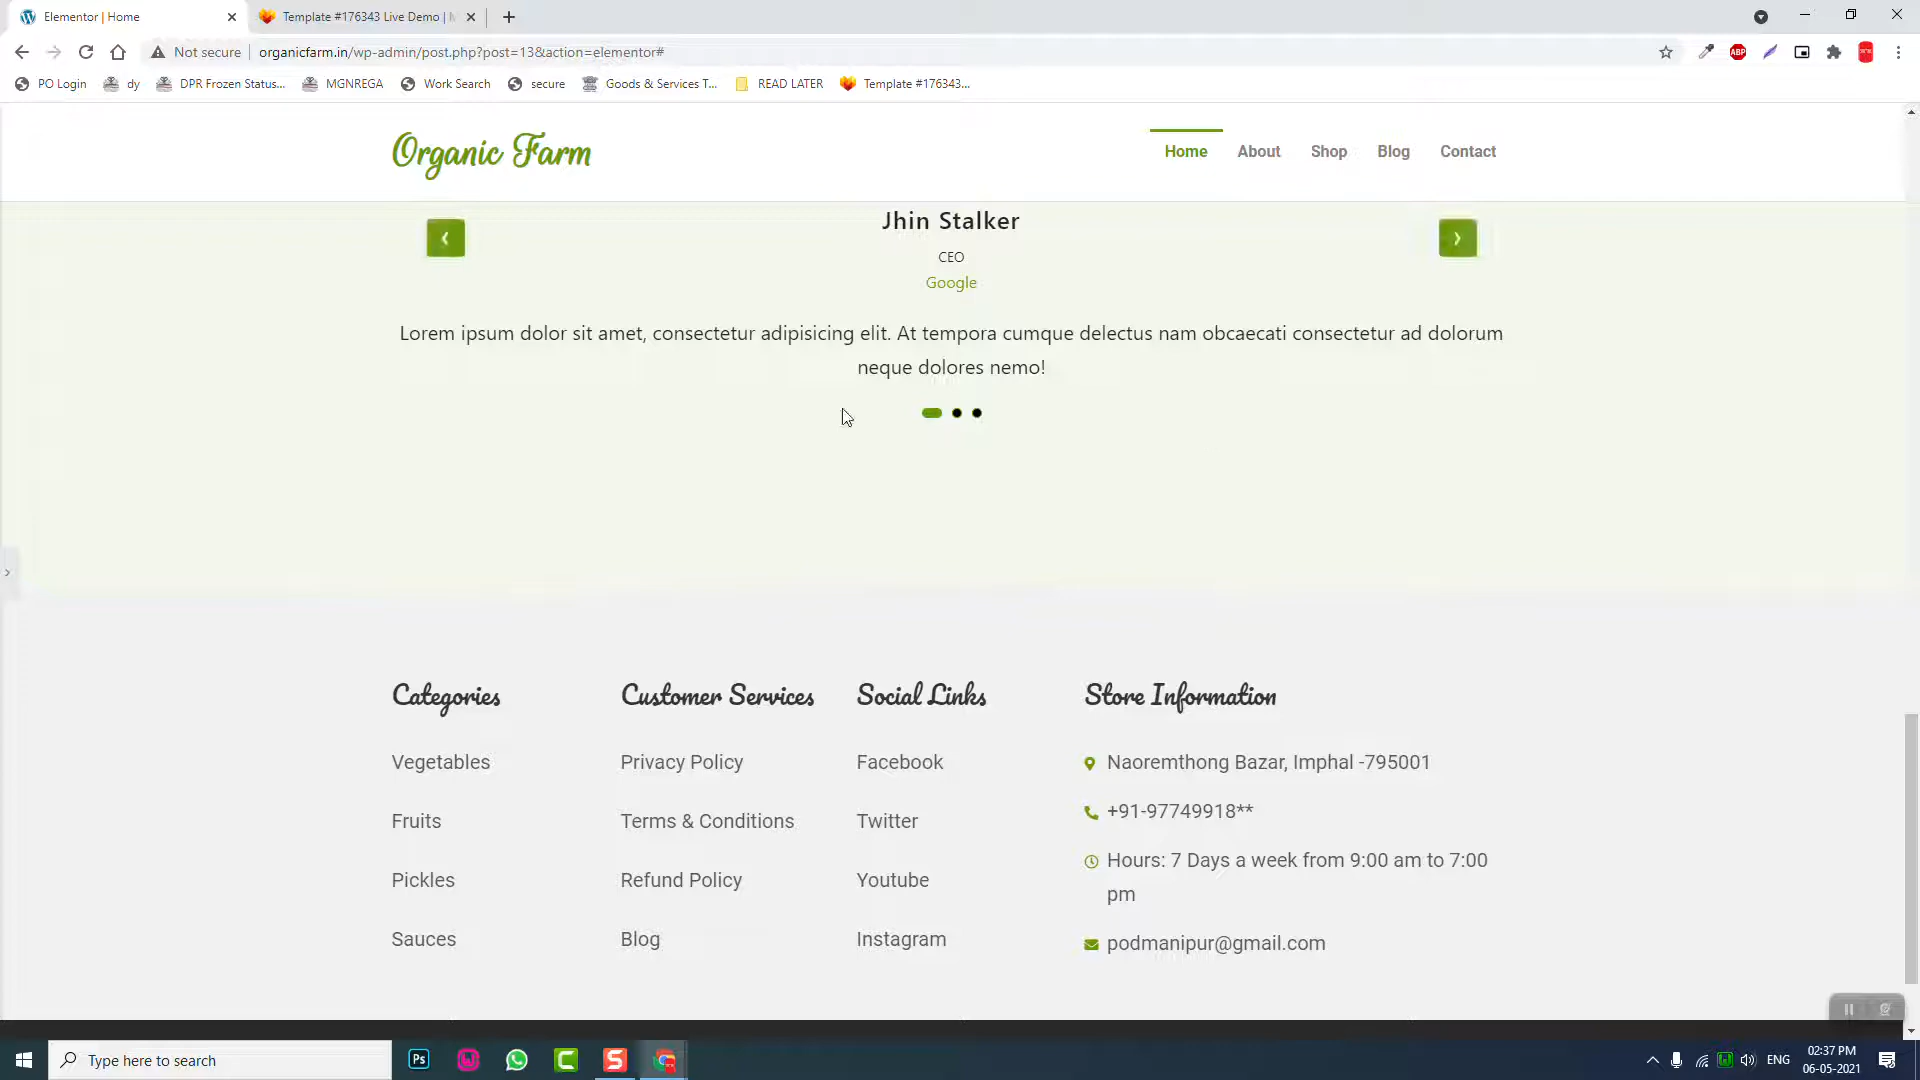 Elementor | Home
Template #176343 Live Demo |
Not secure
organicfarm.in/wp-admin/post.php?post=13&action=elementor#
ABP
PO Login
dy
DPR Frozen Status...
MGNREGA
Work Search
secure
Goods & Services T...
READ LATER
Template #176343...
Organic Farm
Home
About
Shop
Blog
Contact
Jhin Stalker
CEO
Google
Lorem ipsum dolor sit amet, consectetur adipisicing elit. At tempora cumque delectus nam obcaecati consectetur ad dolorum
neque dolores nemo!
Categories
Vegetables
Fruits
Pickles
Sauces
Customer Services
Privacy Policy
Terms & Conditions
Refund Policy
Blog
Social Links
Facebook
Twitter
Youtube
Instagram
Store Information
Naoremthong Bazar, Imphal -795001
+91-97749918**
Hours: 7 Days a week from 9:00 am to 7:00
pm
podmanipur@gmail.com
Type here to search
Ps
ENG
02:37 PM
06-05-2021